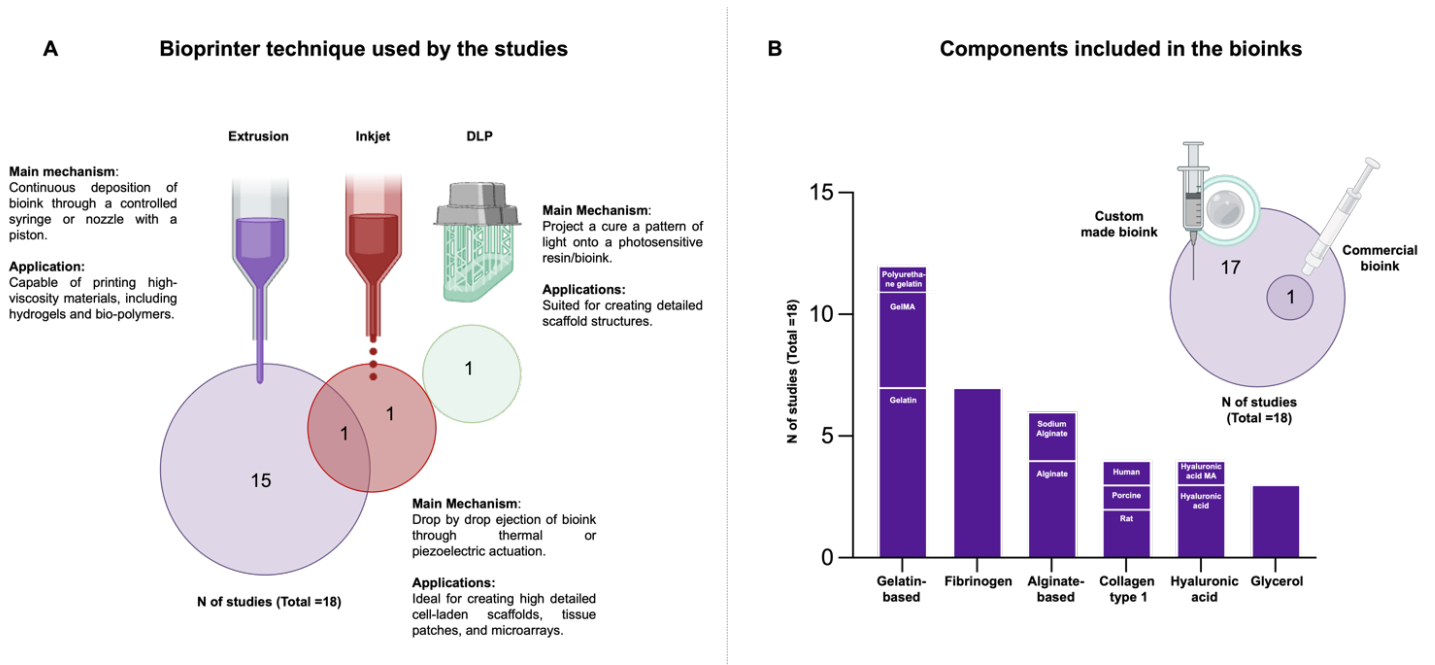 A
Bioprinter technique used by the studies
Extrusion
Inkjet
DLP
Main mechanism:
Continuous deposition of
bioink through a controlled
syringe or nozzle with a
piston.
Application:
Capable of printing high-
viscosity materials, including
hydrogels and bio-polymers.
Main Mechanism:
Project a cure a pattern of
light onto a photosensitive
resin/bioink.
Applications:
Suited for creating detailed
scaffold structures.
1
1
1
15
Main Mechanism:
Drop by drop ejection of bioink
through thermal or
piezoelectric actuation.
Applications:
Ideal for creating high detailed
cell-laden scaffolds, tissue
patches, and microarrays.
N of studies (Total =18)
B
Components included in the bioinks
Custom
made bioink
Commercial
bioink
17
1
N of studies
(Total =18)
N of studies (Total =18)
15
10
5
0
Polyuretha-
ne gelatin
GelMA
Gelatin
Sodium
Alginate
Alginate
Human
Porcine
Rat
Hyaluronic
acid MA
Hyaluronic
acid
Gelatin-
based
Fibrinogen
Alginate-
based
Collagen
type 1
Hyaluronic
acid
Glycerol